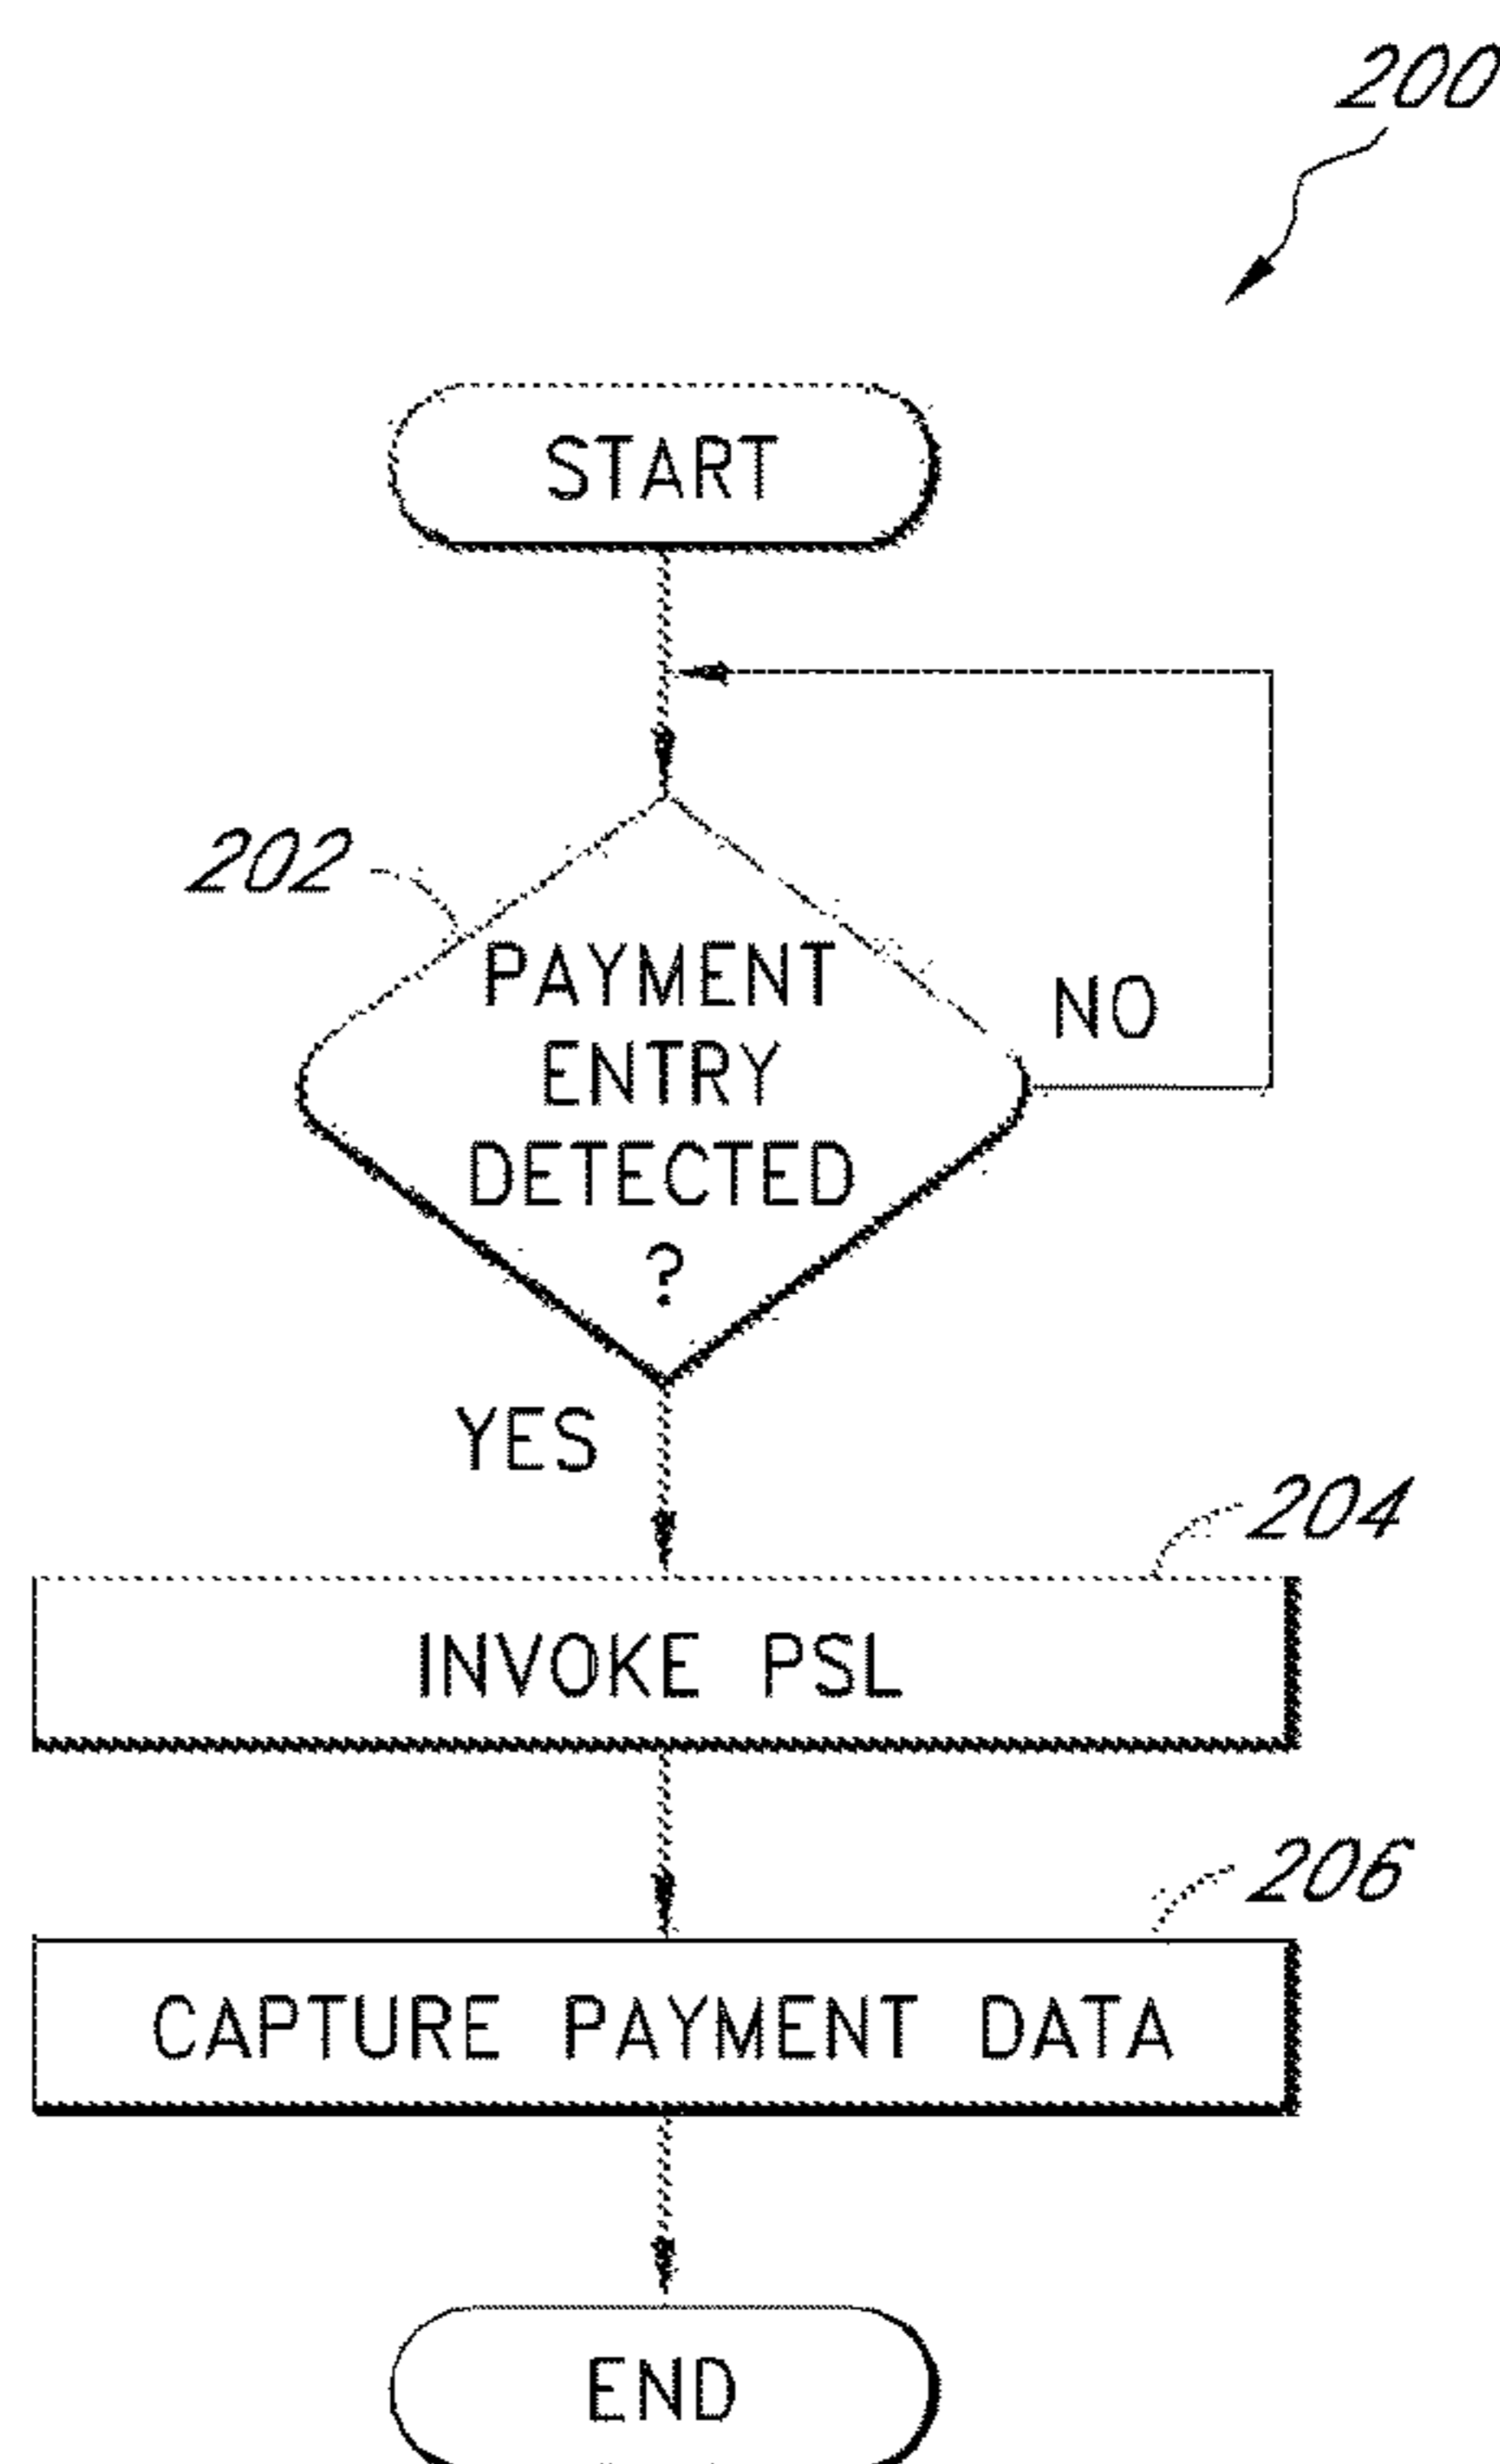 200
START
202
PAYMENT
ENTRY
DETECTED
?
NO
YES
204
INVOKE PSL
206
CAPTURE PAYMENT DATA
END